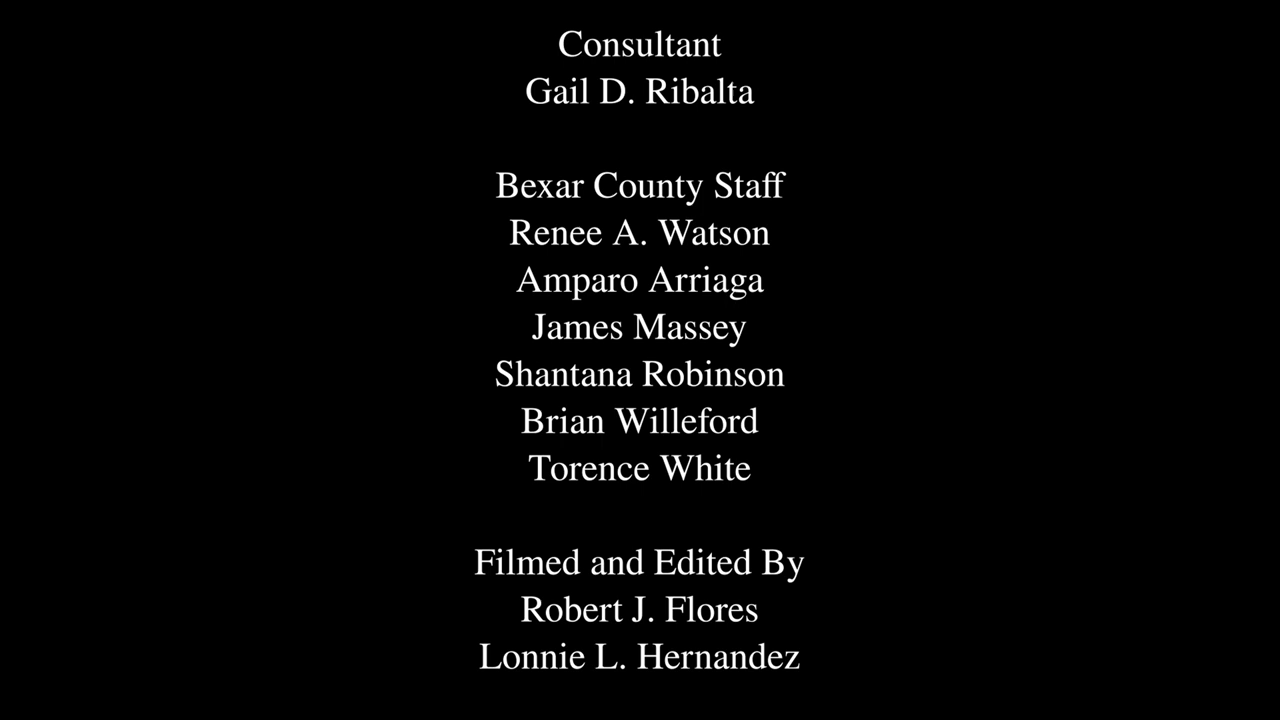 Consultant
Gail D. Ribalta
Bexar County Staff
Renee A. Watson
Amparo Arriaga
James Massey
Shantana Robinson
Brian Willeford
Torence White
Filmed and Edited By
Robert J. Flores
Lonnie L. Hernandez